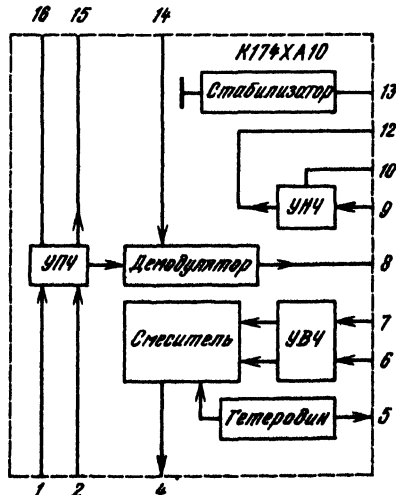 16 15 14
К174ХА10
Стабилизатор 13
12
10
УНЧ 9
УПЧ Демодулятор 8
Смеситель УВЧ 7
6
Гетеродин 5
1 2 4